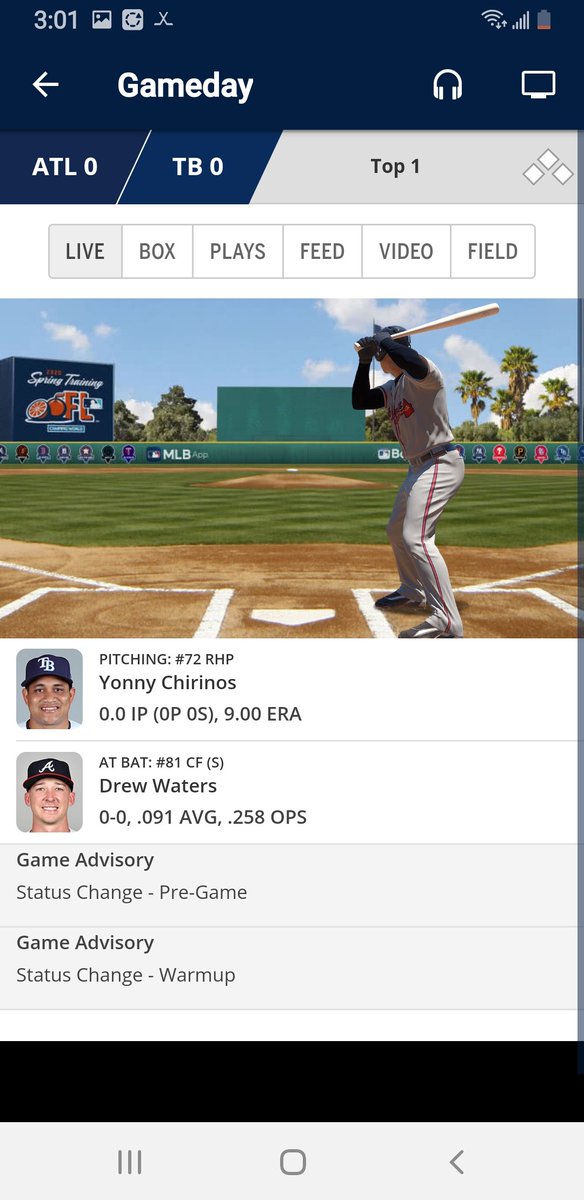 3:01
Gameday
ATL 0
TB 0
Top 1
LIVE
BOX
PLAYS
FEED
VIDEO
FIELD
2020
Spring Training
FL
MLB App
PITCHING: #72 RHP
Yonny Chirinos
0.0 IP (0P 0S), 9.00 ERA
AT BAT: #81 CF (S)
Drew Waters
0-0, .091 AVG, .258 OPS
Game Advisory
Status Change - Pre-Game
Game Advisory
Status Change - Warmup